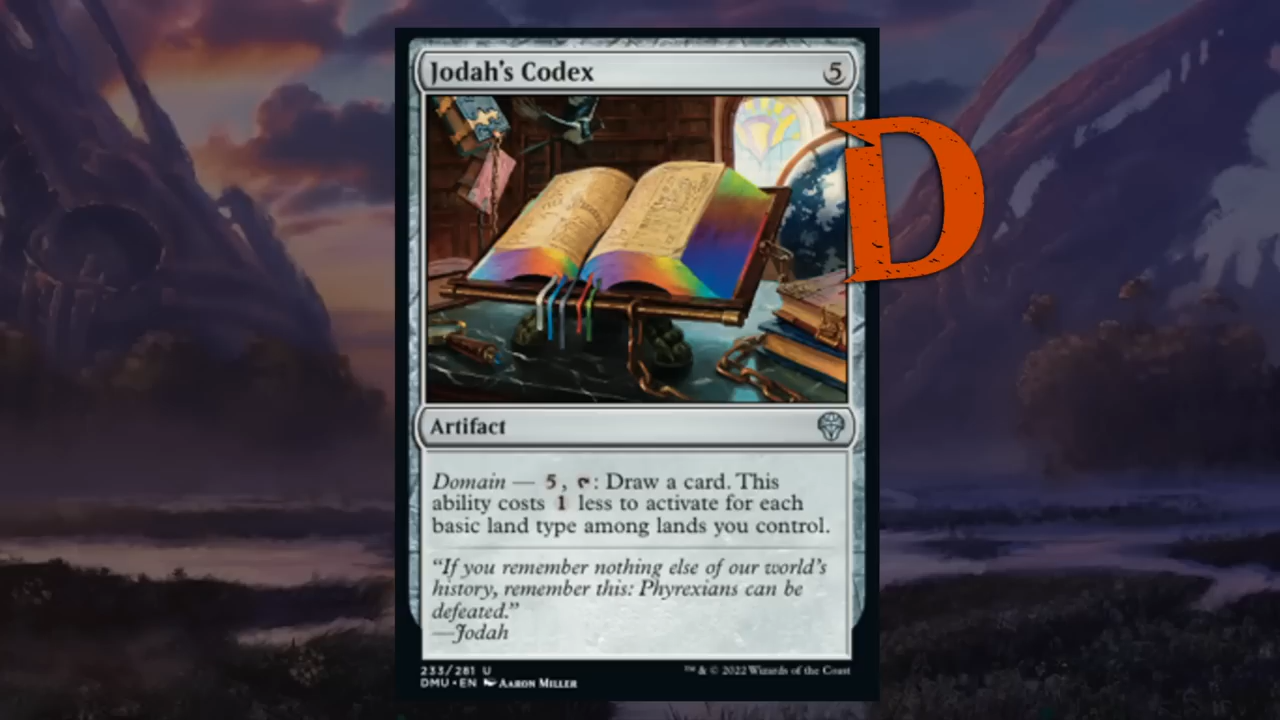 Jodah's Codex 5
D
Artifact
Domain — 5, T: Draw a card. This
ability costs 1 less to activate for each
basic land type among lands you control.
“If you remember nothing else of our world's
history, remember this: Phyrexians can be
defeated.”
—Jodah
233/281 U
™ & © 2022 Wizards of the Coast
DMU • EN Aaron Miller